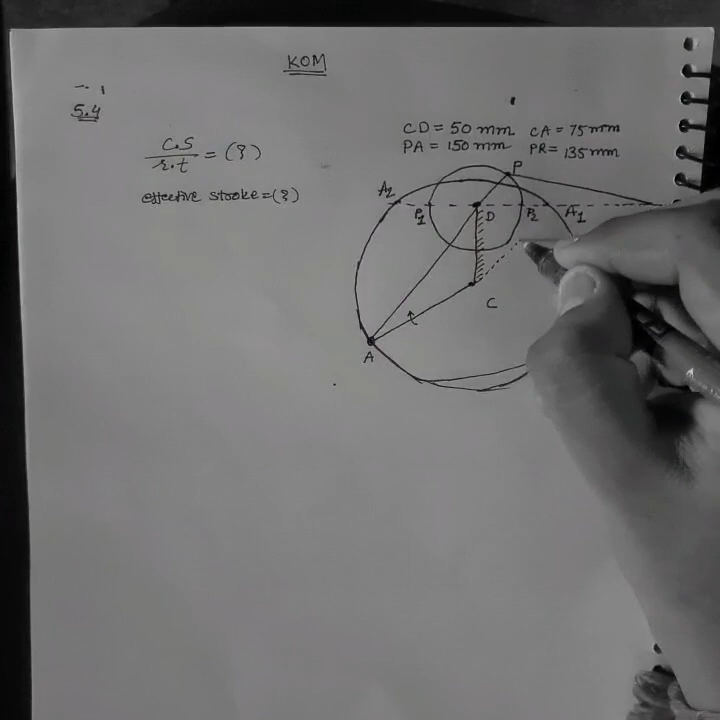 KOM
5.4
C.S / r.t = (?)
effective stroke = (?)
CD = 50 mm CA = 75 mm
PA = 150 mm PR = 135 mm
P
A2
P1
D
P2
A1
C
A